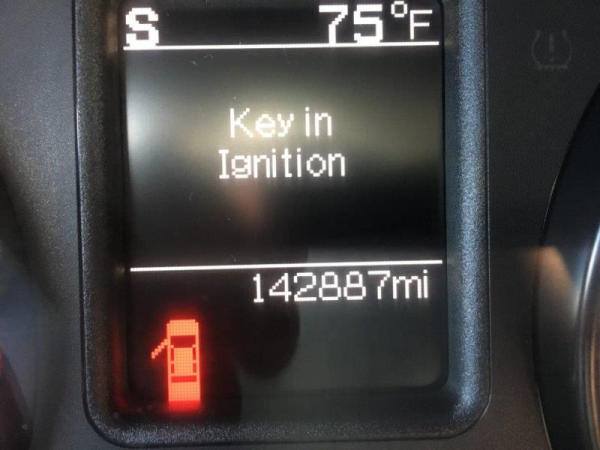 S 75°F
Key in
Ignition
142887mi